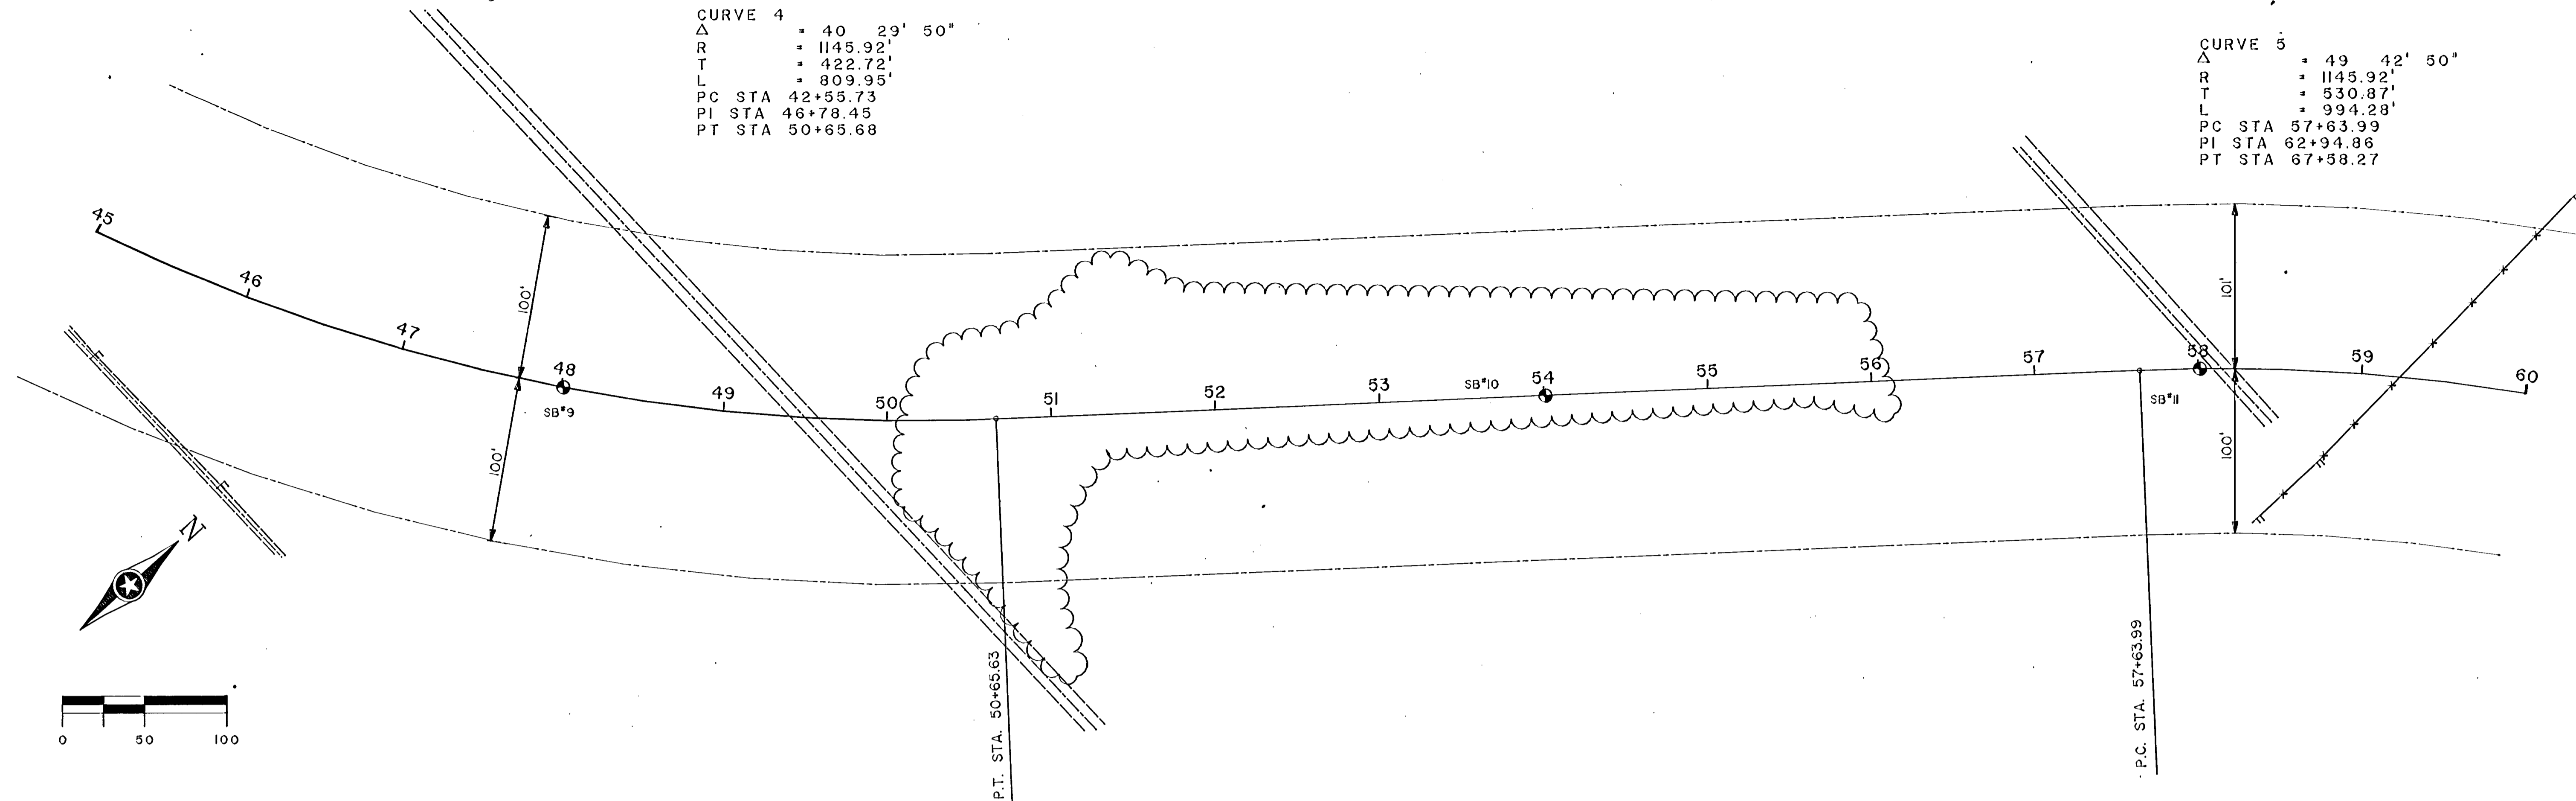 CURVE 4
Δ = 40 29' 50"
R = 1145.92'
T = 422.72'
L = 809.95'
PC STA 42+55.73
PI STA 46+78.45
PT STA 50+65.68
CURVE 5
Δ = 49 42' 50"
R = 1145.92'
T = 530.87'
L = 994.28'
PC STA 57+63.99
PI STA 62+94.86
PT STA 67+58.27
45
46
47
48
49
50
51
52
53
54
55
56
57
58
59
60
100'
100'
101'
100'
SB#9
SB#10
SB#11
N
P.T. STA. 50+65.63
P.C. STA. 57+63.99
0 50 100